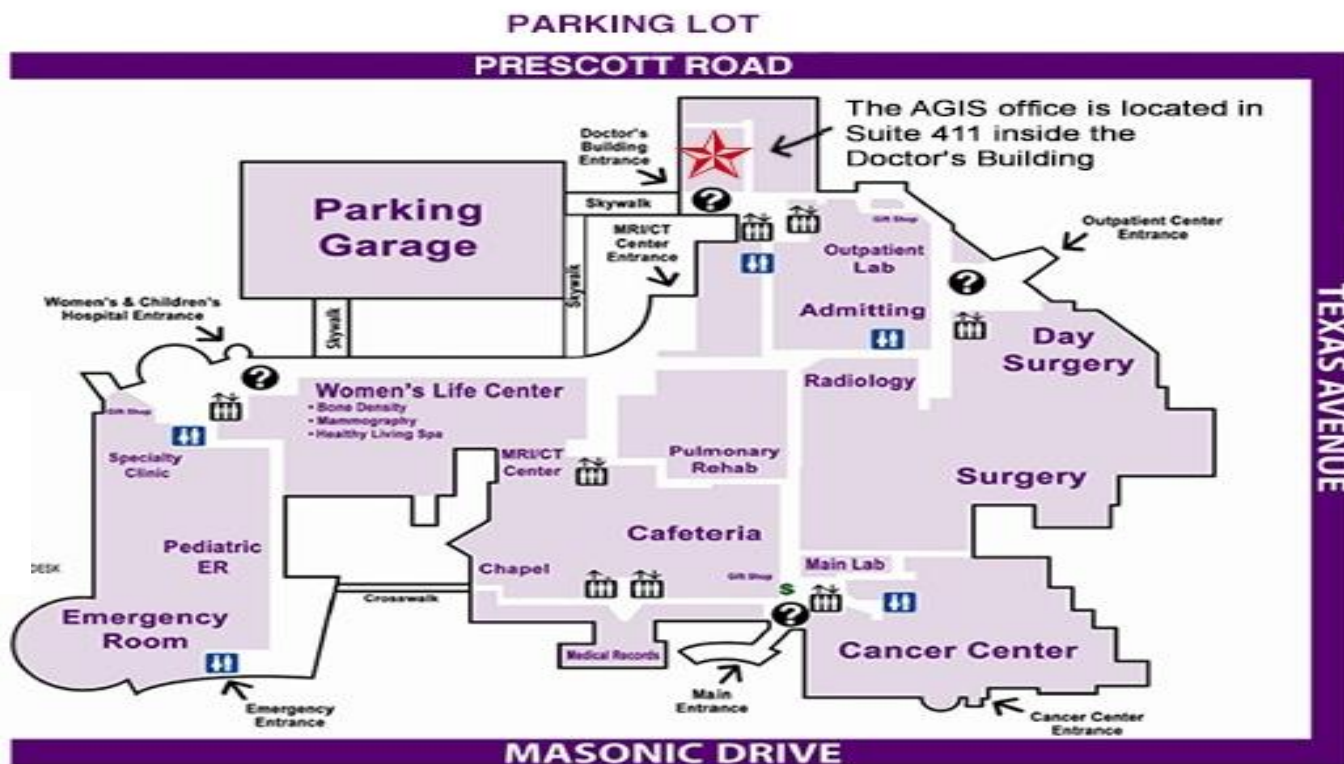 PARKING LOT
PRESCOTT ROAD
The AGIS office is located in
Suite 411 inside the
Doctor's Building
Doctor's
Building
Entrance
Skywalk
Parking
Garage
MRI/CT
Center
Entrance
Skywalk
Skywalk
?
Gift Shop
Outpatient
Lab
Admitting
Outpatient Center
Entrance
?
Day
Surgery
Radiology
TEXAS AVENUE
Women's & Children's
Hospital Entrance
?
Women's Life Center
• Bone Density
• Mammography
• Healthy Living Spa
Gift Shop
Specialty
Clinic
MRI/CT
Center
Pulmonary
Rehab
Surgery
Cafeteria
Pediatric
ER
DESK
Chapel
Gift Shop
Main Lab
Crosswalk
S
?
Emergency
Room
Medical Records
Cancer Center
Main
Entrance
Emergency
Entrance
Cancer Center
Entrance
MASONIC DRIVE